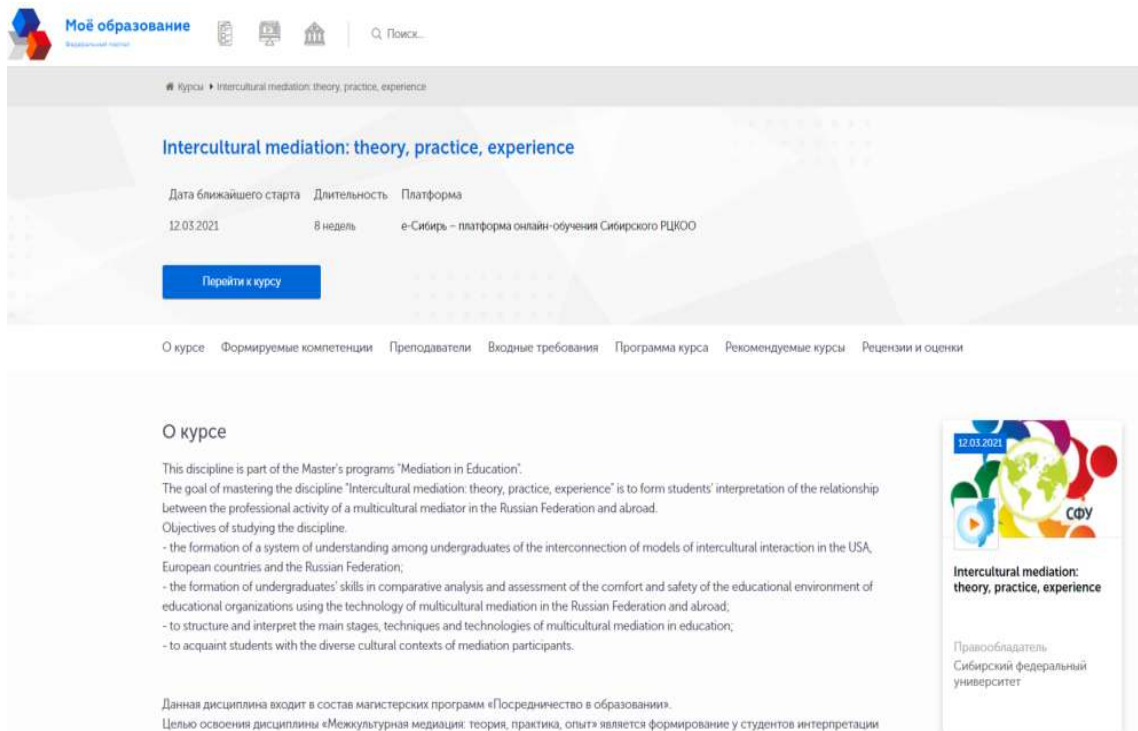 Моё образование
Федеральный портал
Поиск...
Курсы Intercultural mediation: theory, practice, experience
Intercultural mediation: theory, practice, experience
Дата ближайшего старта Длительность Платформа
12.03.2021 8 недель е-Сибирь – платформа онлайн-обучения Сибирского РЦКОО
Перейти к курсу
О курсе Формируемые компетенции Преподаватели Входные требования Программа курса Рекомендуемые курсы Рецензии и оценки
О курсе
This discipline is part of the Master's programs "Mediation in Education".
The goal of mastering the discipline "Intercultural mediation: theory, practice, experience" is to form students' interpretation of the relationship
between the professional activity of a multicultural mediator in the Russian Federation and abroad.
Objectives of studying the discipline.
- the formation of a system of understanding among undergraduates of the interconnection of models of intercultural interaction in the USA,
European countries and the Russian Federation;
- the formation of undergraduates' skills in comparative analysis and assessment of the comfort and safety of the educational environment of
educational organizations using the technology of multicultural mediation in the Russian Federation and abroad;
- to structure and interpret the main stages, techniques and technologies of multicultural mediation in education;
- to acquaint students with the diverse cultural contexts of mediation participants.
Данная дисциплина входит в состав магистерских программ «Посредничество в образовании».
Целью освоения дисциплины «Межкультурная медиация: теория, практика, опыт» является формирование у студентов интерпретации
12.03.2021
СФУ
Intercultural mediation:
theory, practice, experience
Правообладатель
Сибирский федеральный
университет